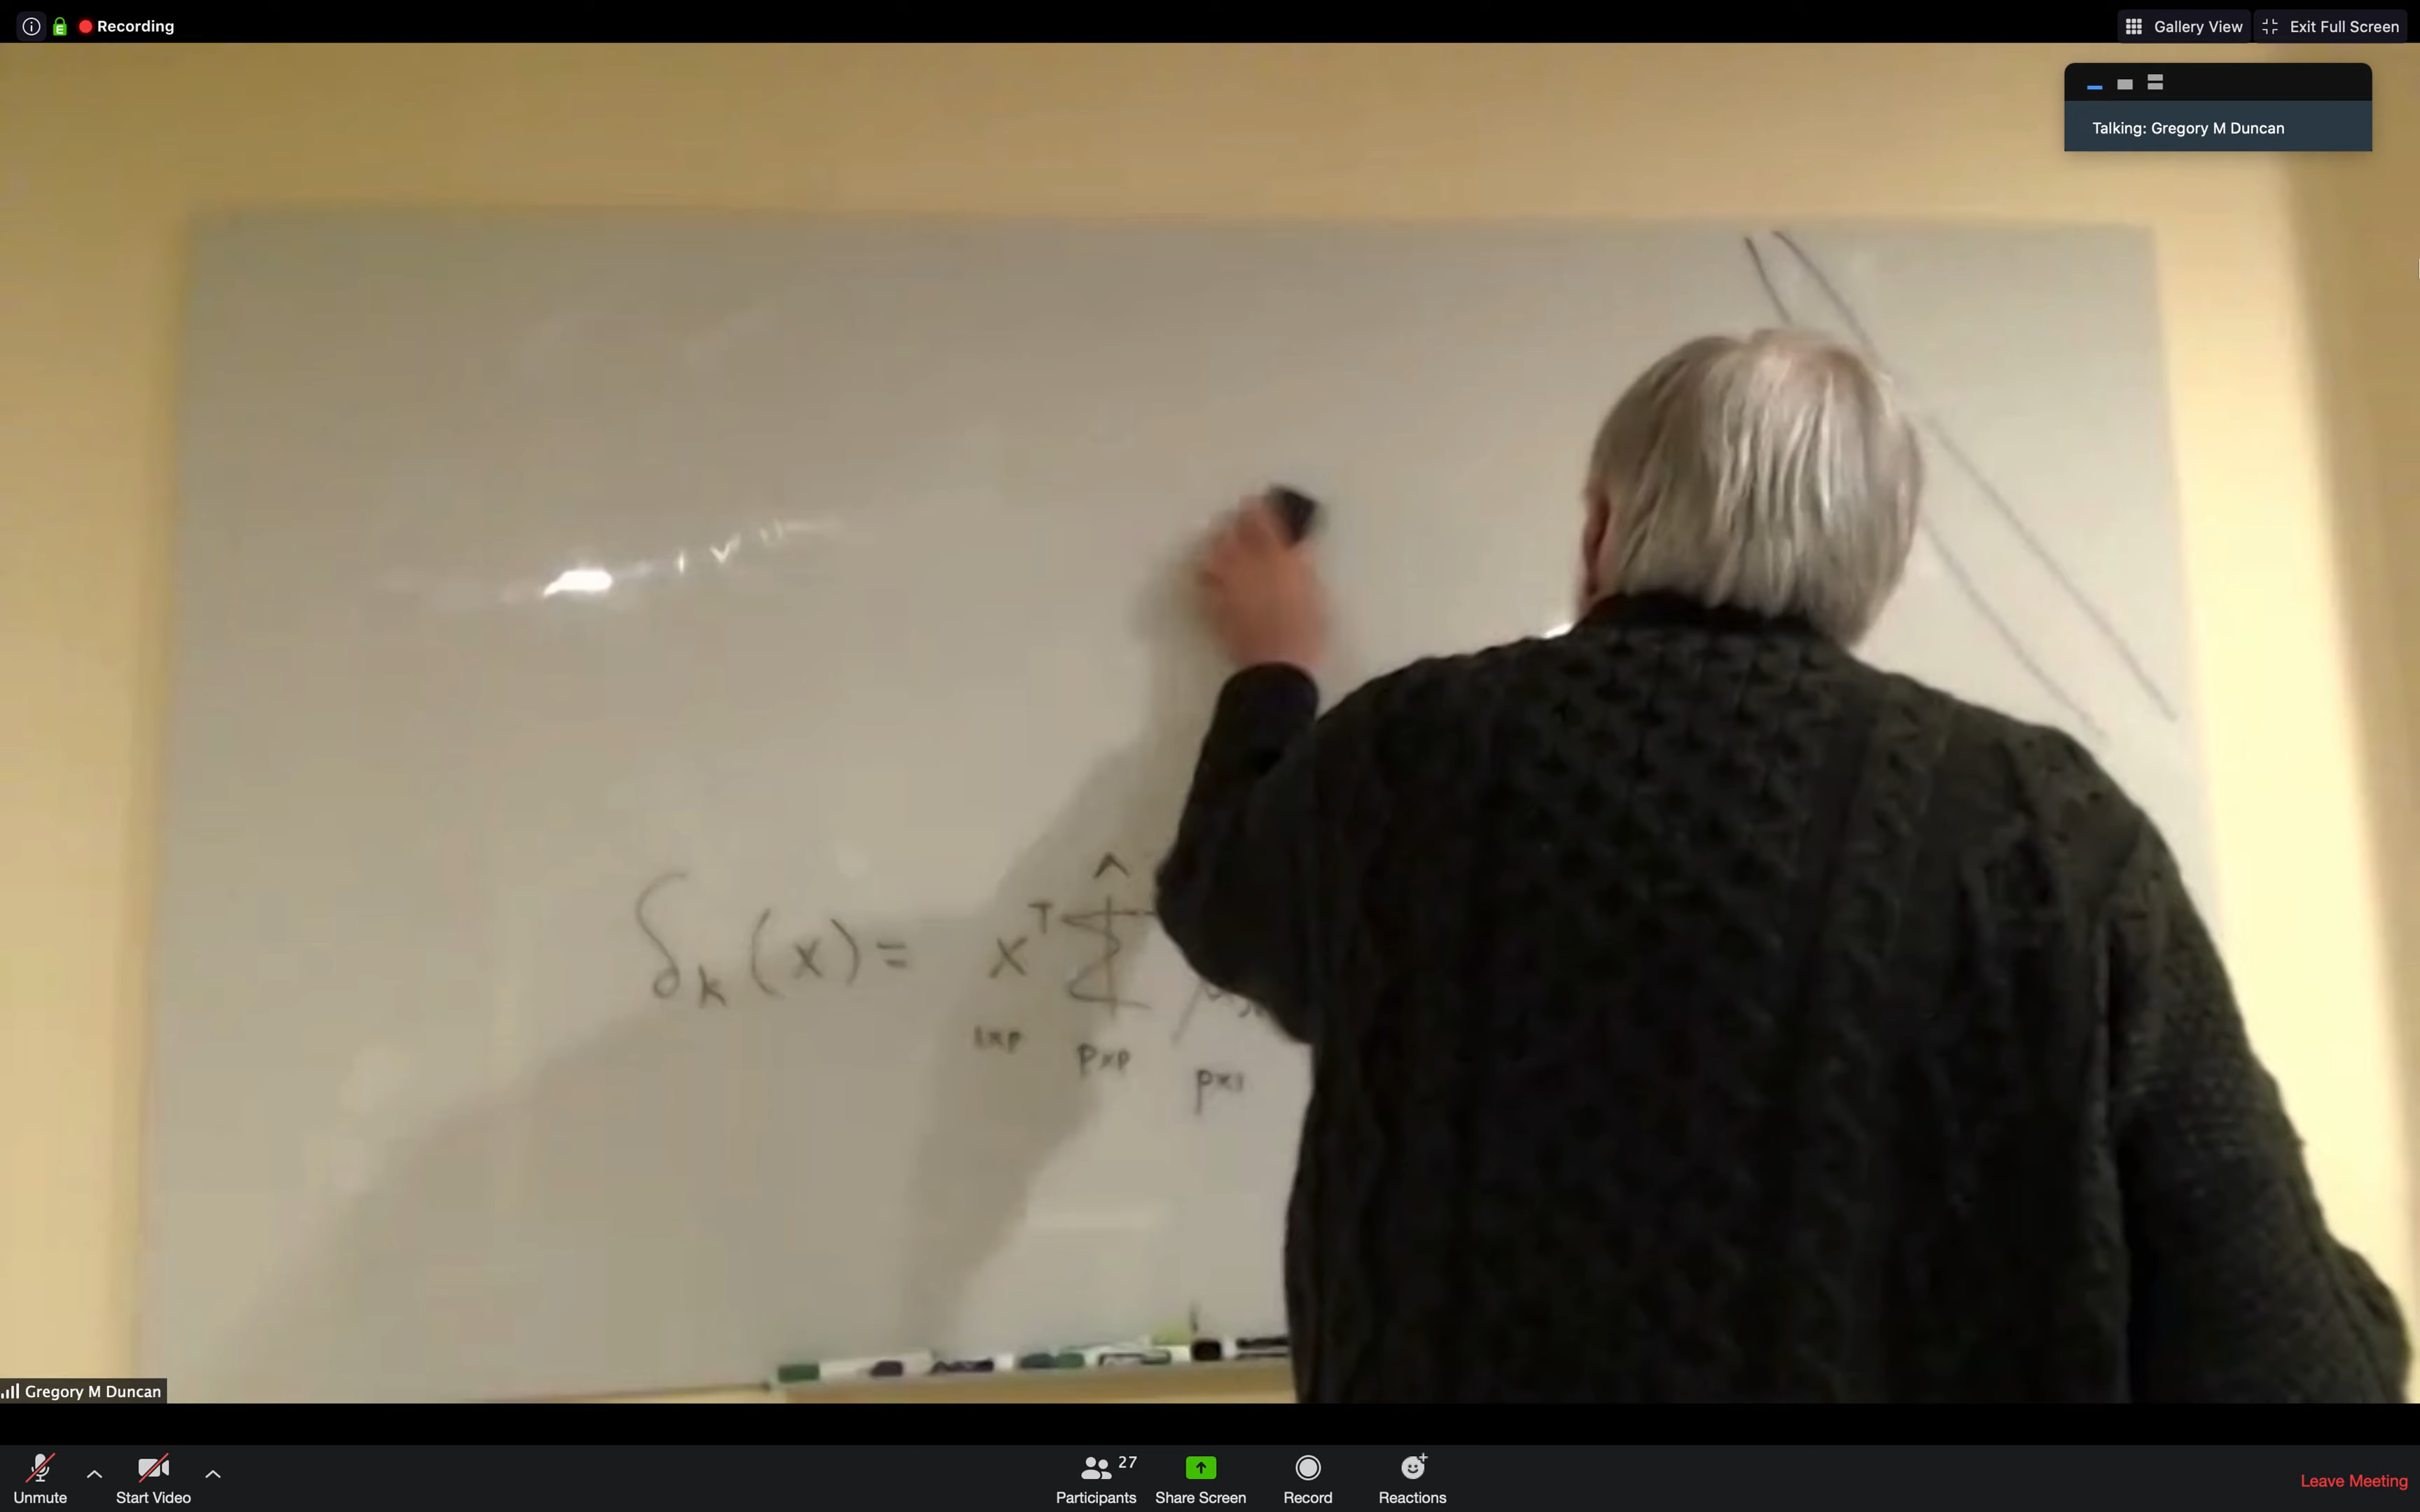 Recording
Gallery View
Exit Full Screen
Talking: Gregory M Duncan
δₖ(x) = xᵀ Σ̂⁻
1xp
pxp
px1
Gregory M Duncan
Unmute
Start Video
Participants 27
Share Screen
Record
Reactions
Leave Meeting